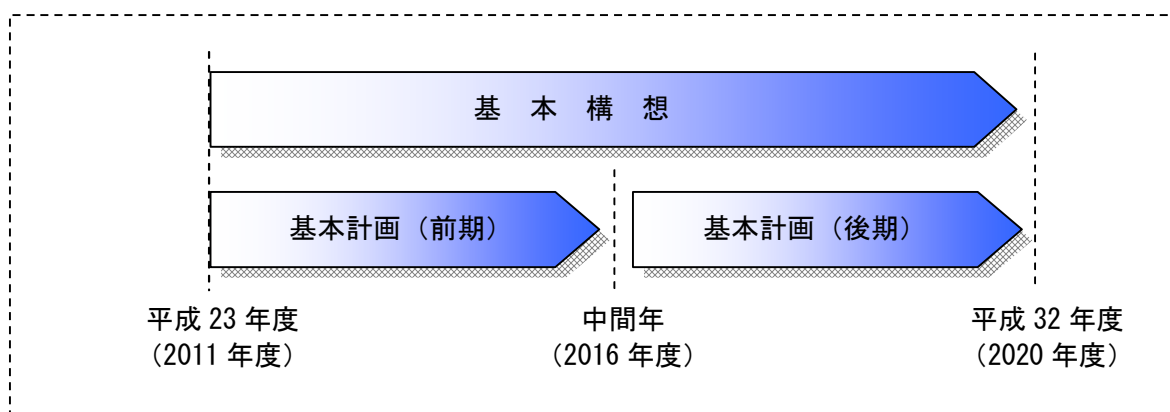 基本構想
基本計画（前期）
基本計画（後期）
平成 23 年度
（2011 年度）
中間年
（2016 年度）
平成 32 年度
（2020 年度）